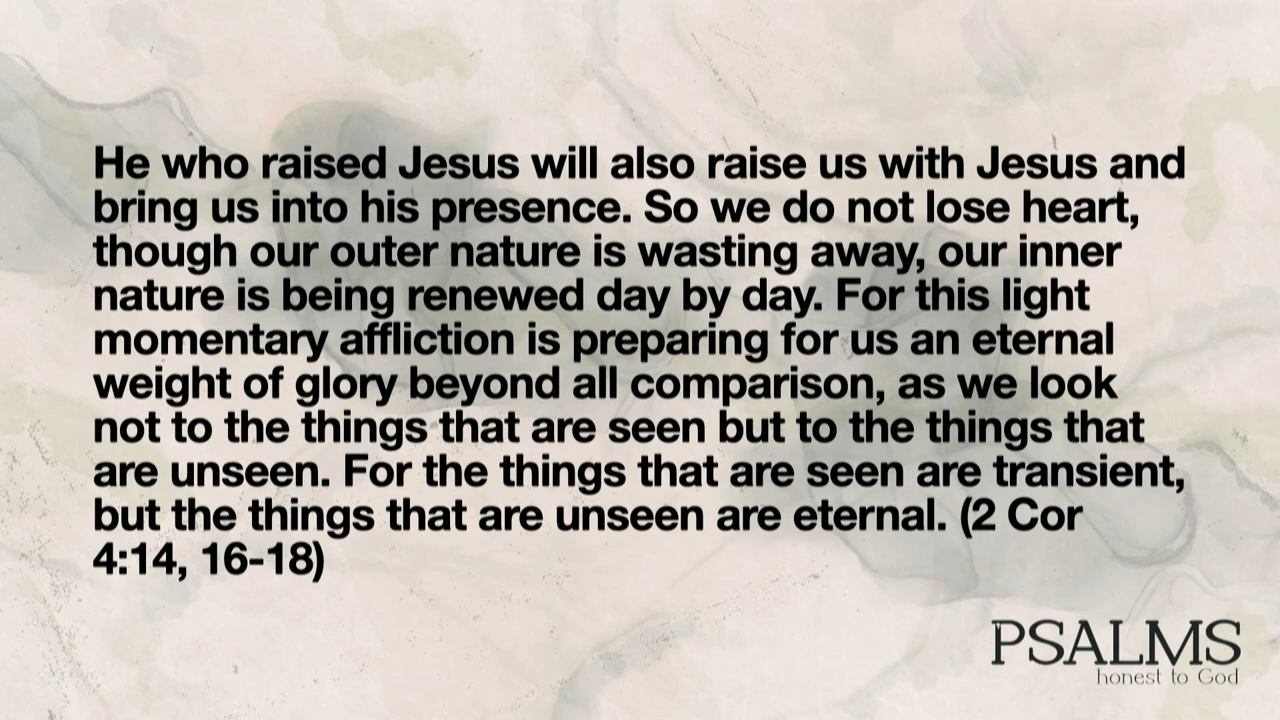 He who raised Jesus will also raise us with Jesus and
bring us into his presence. So we do not lose heart,
though our outer nature is wasting away, our inner
nature is being renewed day by day. For this light
momentary affliction is preparing for us an eternal
weight of glory beyond all comparison, as we look
not to the things that are seen but to the things that
are unseen. For the things that are seen are transient,
but the things that are unseen are eternal. (2 Cor
4:14, 16-18)
PSALMS
honest to God